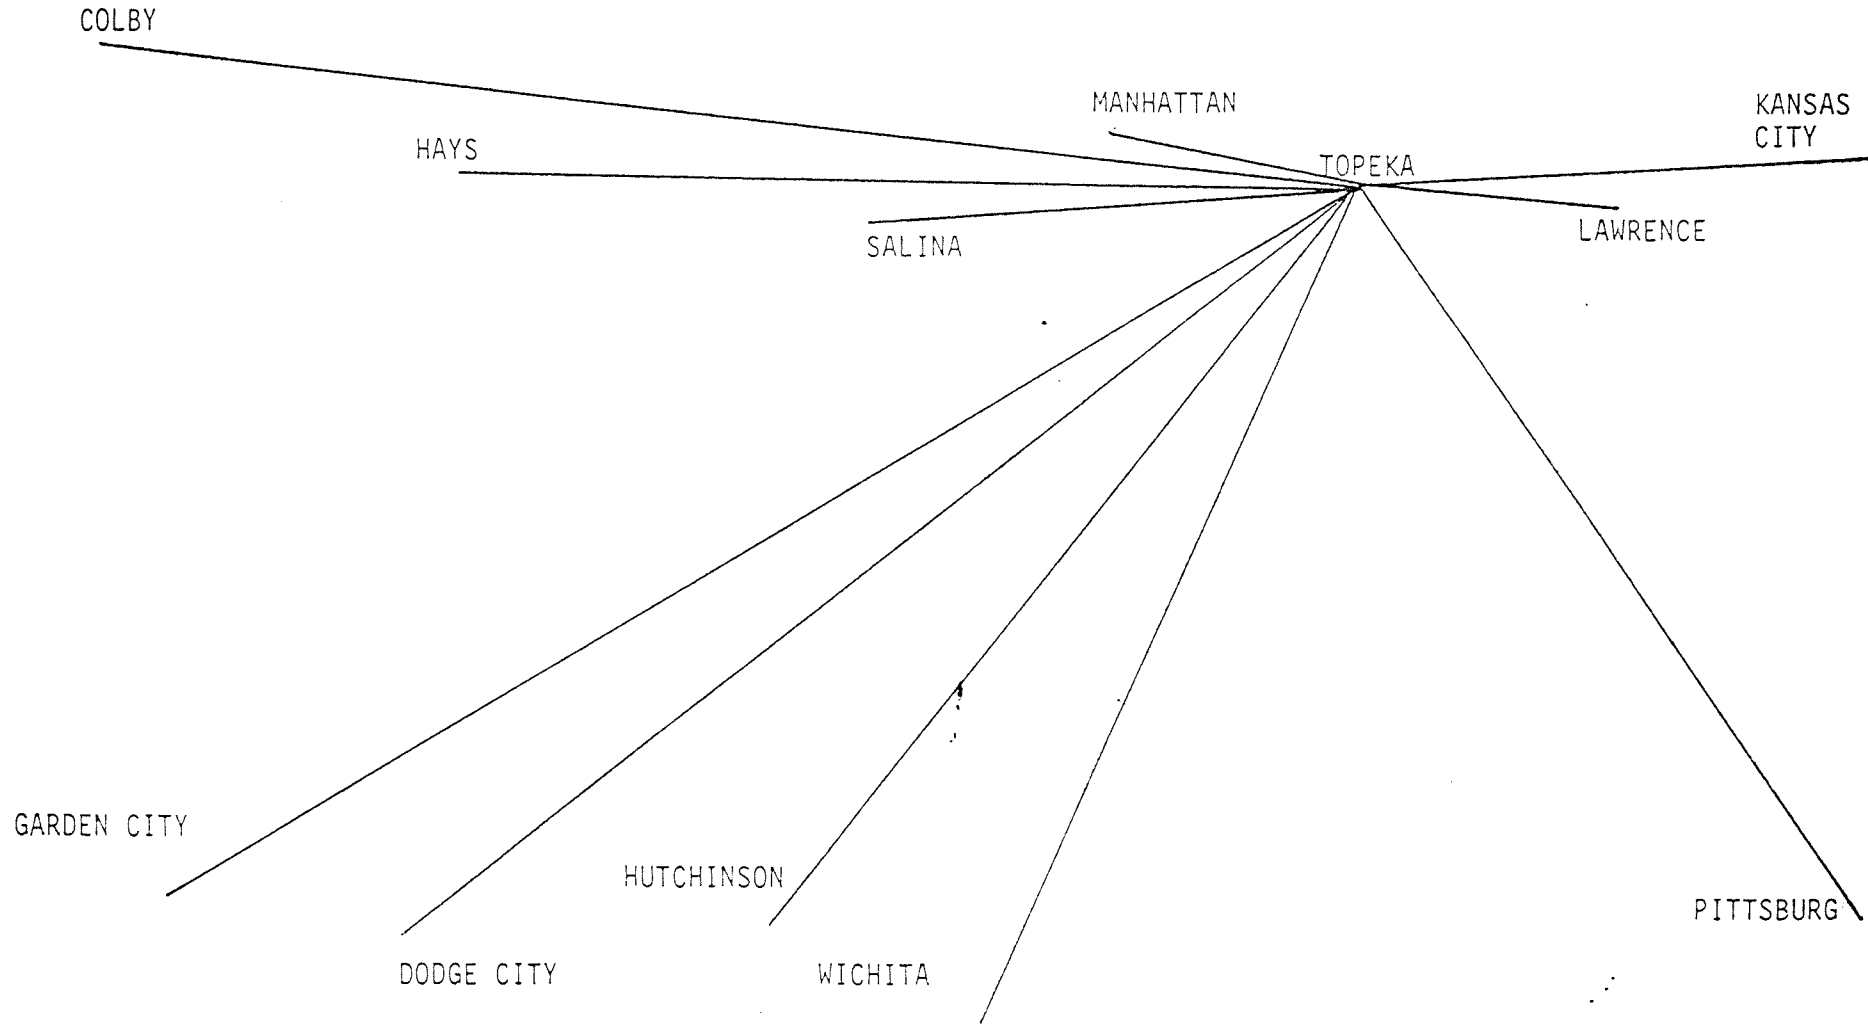 COLBY
MANHATTAN
KANSAS
CITY
HAYS
TOPEKA
SALINA
LAWRENCE
GARDEN CITY
HUTCHINSON
PITTSBURG
DODGE CITY
WICHITA